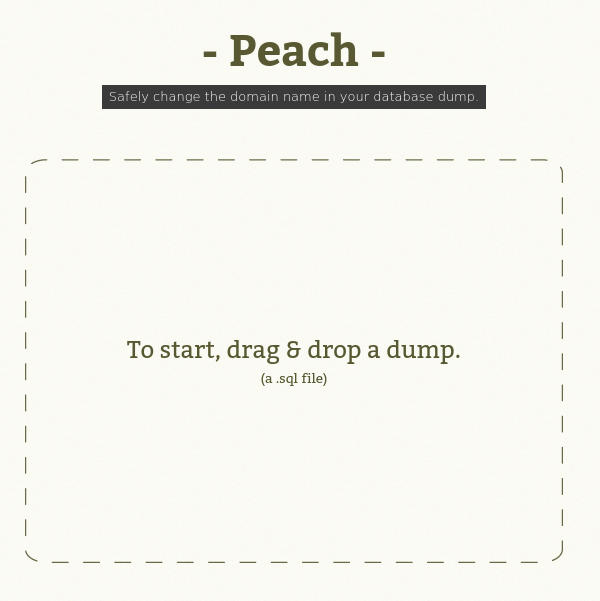 - Peach -
Safely change the domain name in your database dump.
To start, drag & drop a dump.
(a .sql file)